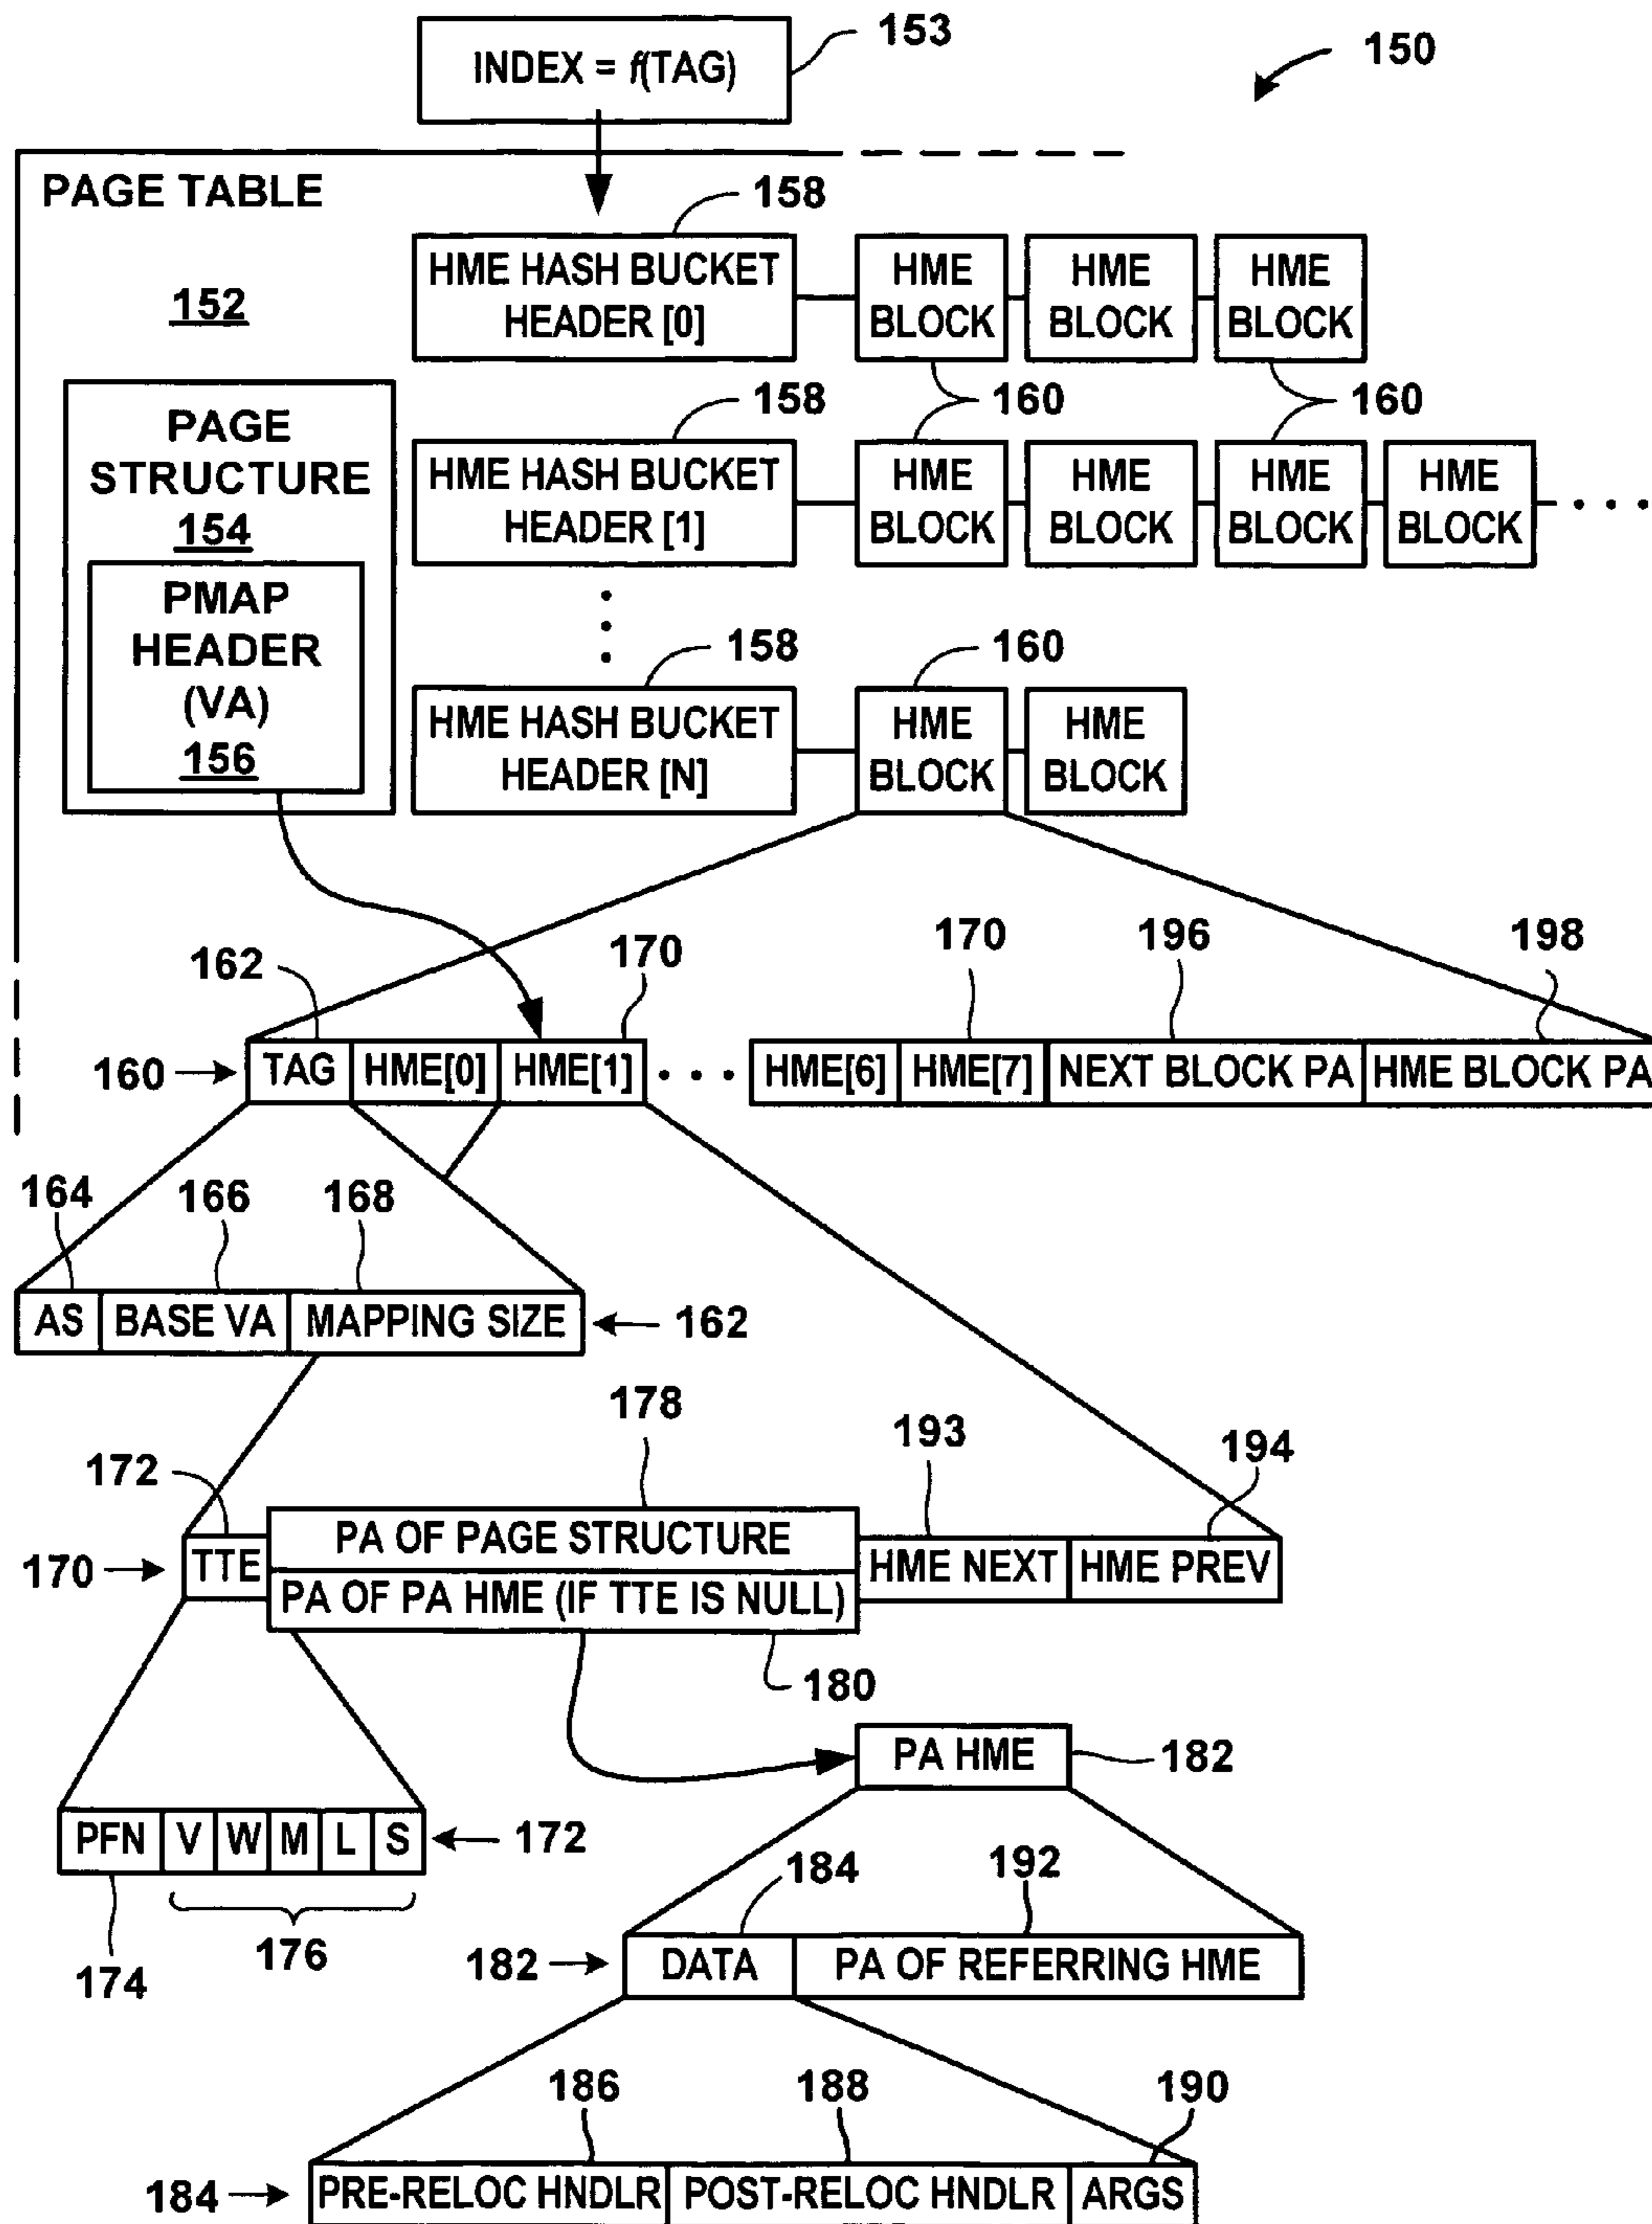 153
INDEX = f(TAG)
150
PAGE TABLE
158
HME HASH BUCKET HEADER [0]
HME BLOCK
HME BLOCK
HME BLOCK
152
158
160
160
PAGE STRUCTURE
154
HME HASH BUCKET HEADER [1]
HME BLOCK
HME BLOCK
HME BLOCK
HME BLOCK
. . .
PMAP HEADER (VA)
156
158
160
HME HASH BUCKET HEADER [N]
HME BLOCK
HME BLOCK
162
170
170
196
198
160
TAG
HME[0]
HME[1]
• • •
HME[6]
HME[7]
NEXT BLOCK PA
HME BLOCK PA
164
166
168
AS
BASE VA
MAPPING SIZE
162
178
193
194
172
PA OF PAGE STRUCTURE
170
TTE
HME NEXT
HME PREV
PA OF PA HME (IF TTE IS NULL)
180
PA HME
182
PFN
V
W
M
L
S
172
184
192
176
174
182
DATA
PA OF REFERRING HME
186
188
190
184
PRE-RELOC HNDLR
POST-RELOC HNDLR
ARGS